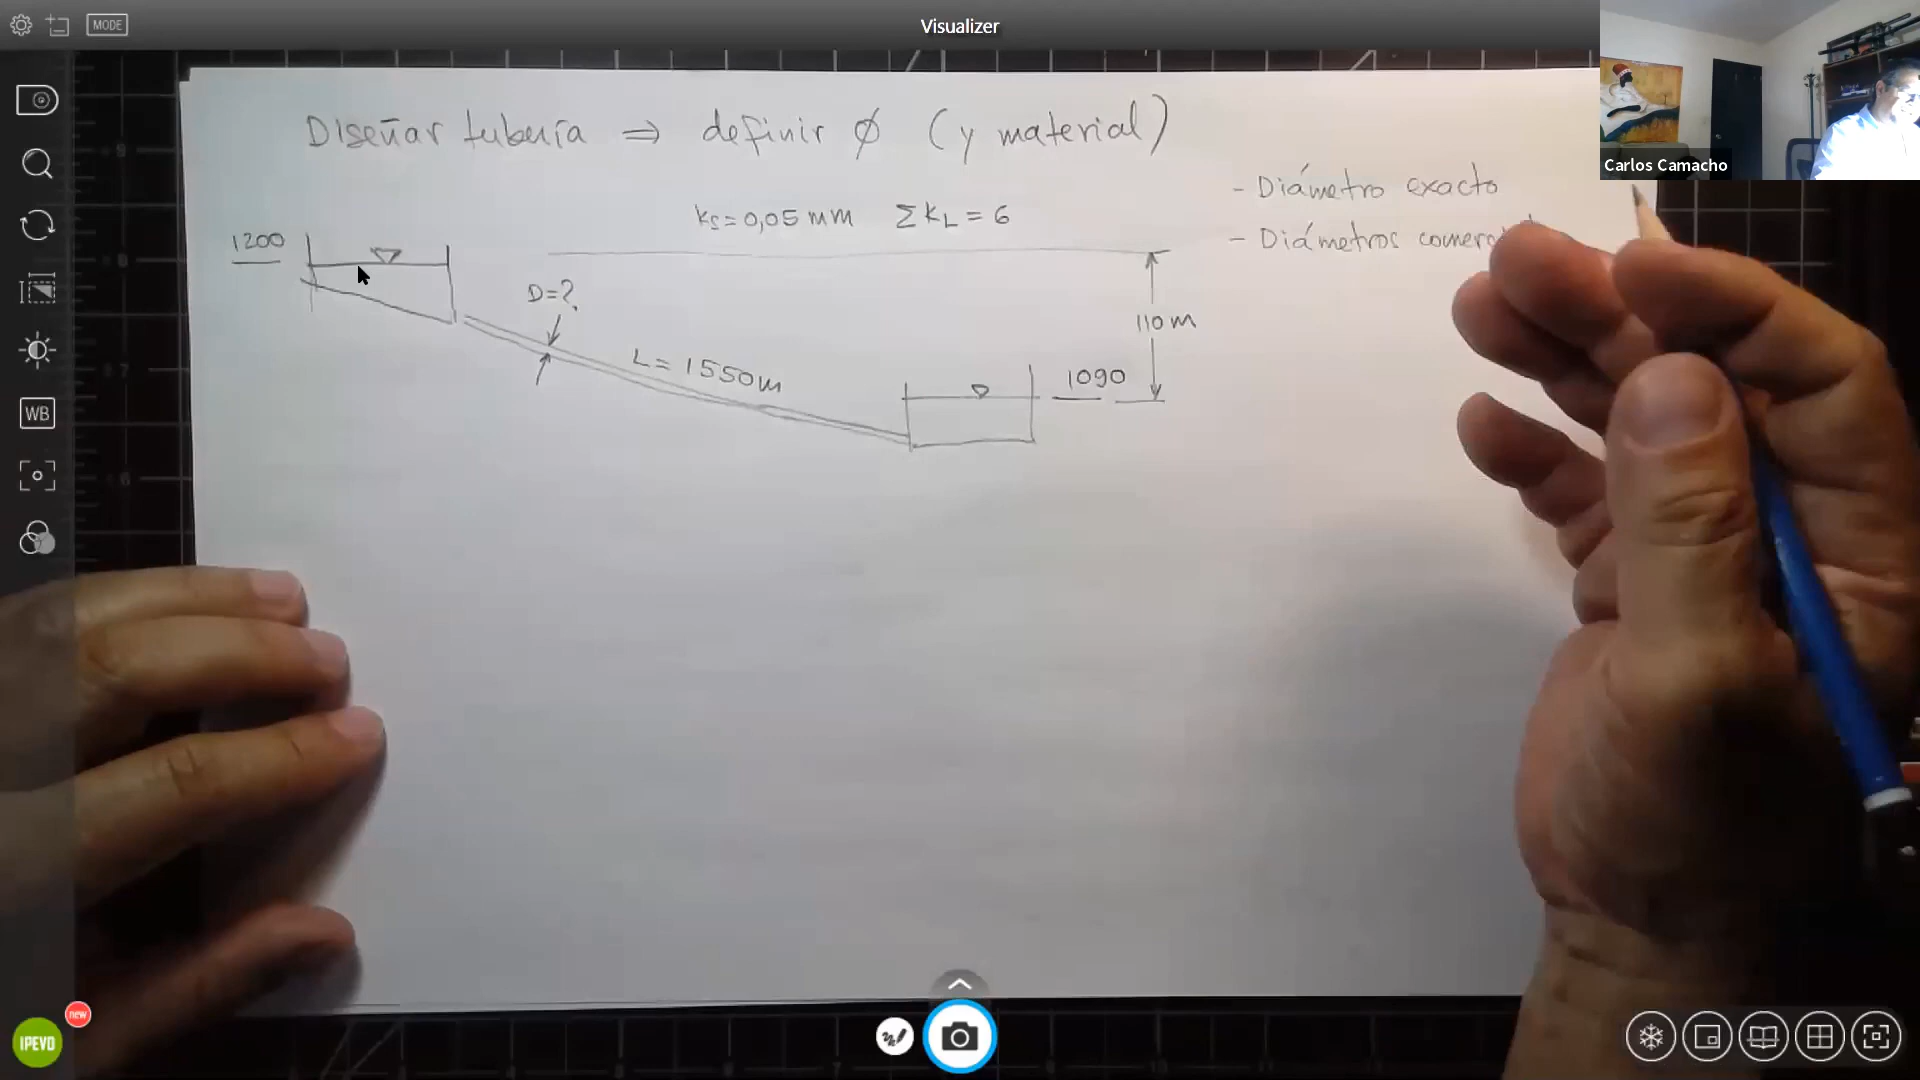 MODE
Visualizer
Carlos Camacho
Diseñar tubería ⇒ definir ∅ (y material)
- Diámetro exacto
- Diámetros
ks = 0,05 mm ΣKL = 6
1200
D=?
110 m
L = 1550m
1090
WB
new
IPEVO